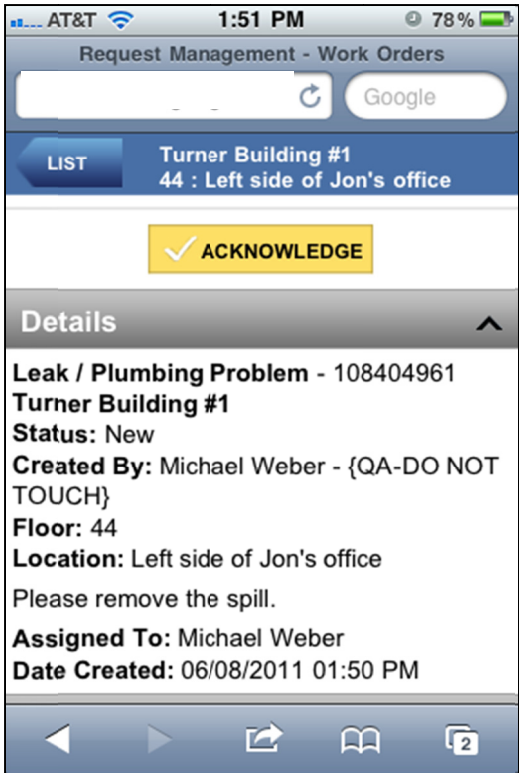 AT&T 1:51 PM 78%
Request Management - Work Orders
Google
LIST
Turner Building #1
44 : Left side of Jon's office
ACKNOWLEDGE
Details
Leak / Plumbing Problem - 108404961
Turner Building #1
Status: New
Created By: Michael Weber - {QA-DO NOT
TOUCH}
Floor: 44
Location: Left side of Jon's office
Please remove the spill.
Assigned To: Michael Weber
Date Created: 06/08/2011 01:50 PM
2